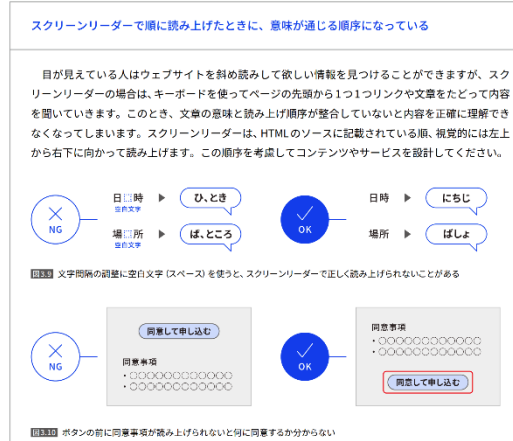 スクリーンリーダーで順に読み上げたときに、意味が通じる順序になっている
目が見えている人はウェブサイトを斜め読みして欲しい情報を見つけることができますが、スク
リーンリーダーの場合は、キーボードを使ってページの先頭から1つ1つリンクや文章をたどって内容
を聞いていきます。このとき、文章の意味と読み上げ順序が整合していないと内容を正確に理解でき
なくなってしまいます。スクリーンリーダーは、HTMLのソースに記載されている順、視覚的には左上
から右下に向かって読み上げます。この順序を考慮してコンテンツやサービスを設計してください。
NG
日 時 ▶ ひ、とき
空白文字
場 所 ▶ ば、ところ
空白文字
OK
日時 ▶ にちじ
場所 ▶ ばしょ
図3.9 文字間隔の調整に空白文字（スペース）を使うと、スクリーンリーダーで正しく読み上げられないことがある
NG
同意して申し込む
同意事項
・○○○○○○○○○○○
・○○○○○○○○○○○
OK
同意事項
・○○○○○○○○○○○
・○○○○○○○○○○○
同意して申し込む
図3.10 ボタンの前に同意事項が読み上げられないと何に同意するか分からない